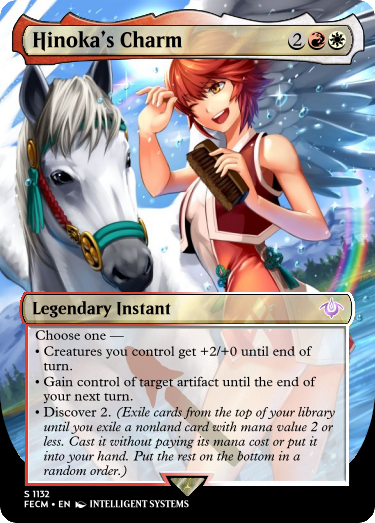 Hinoka's Charm 2
Legendary Instant
Choose one —
• Creatures you control get +2/+0 until end of
turn.
• Gain control of target artifact until the end of
your next turn.
• Discover 2. (Exile cards from the top of your library
until you exile a nonland card with mana value 2 or
less. Cast it without paying its mana cost or put it
into your hand. Put the rest on the bottom in a
random order.)
S 1132
FECM • EN INTELLIGENT SYSTEMS